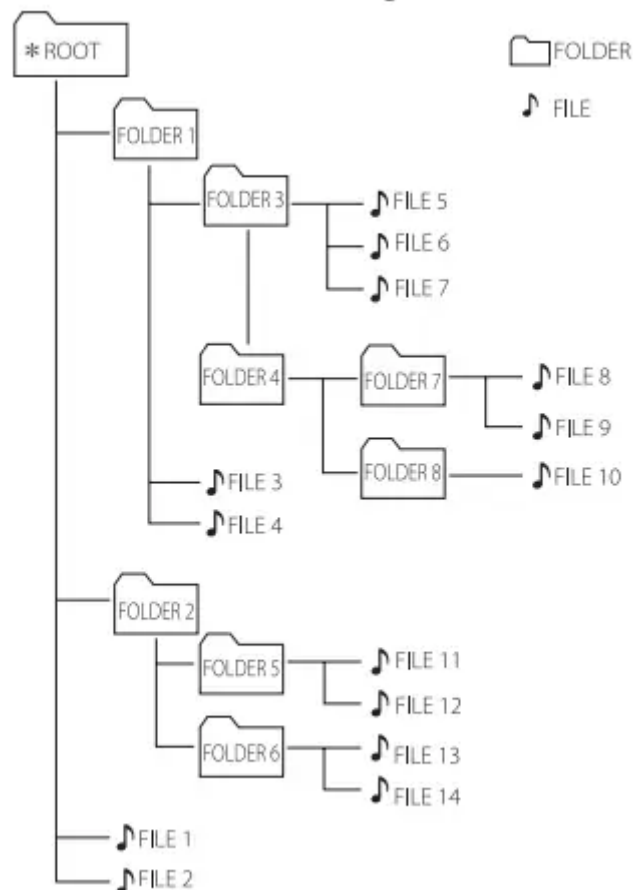 *ROOT
FOLDER
FILE
FOLDER 1
FOLDER 3
FILE 5
FILE 6
FILE 7
FOLDER 4
FOLDER 7
FILE 8
FILE 9
FOLDER 8
FILE 10
FILE 3
FILE 4
FOLDER 2
FOLDER 5
FILE 11
FILE 12
FOLDER 6
FILE 13
FILE 14
FILE 1
FILE 2